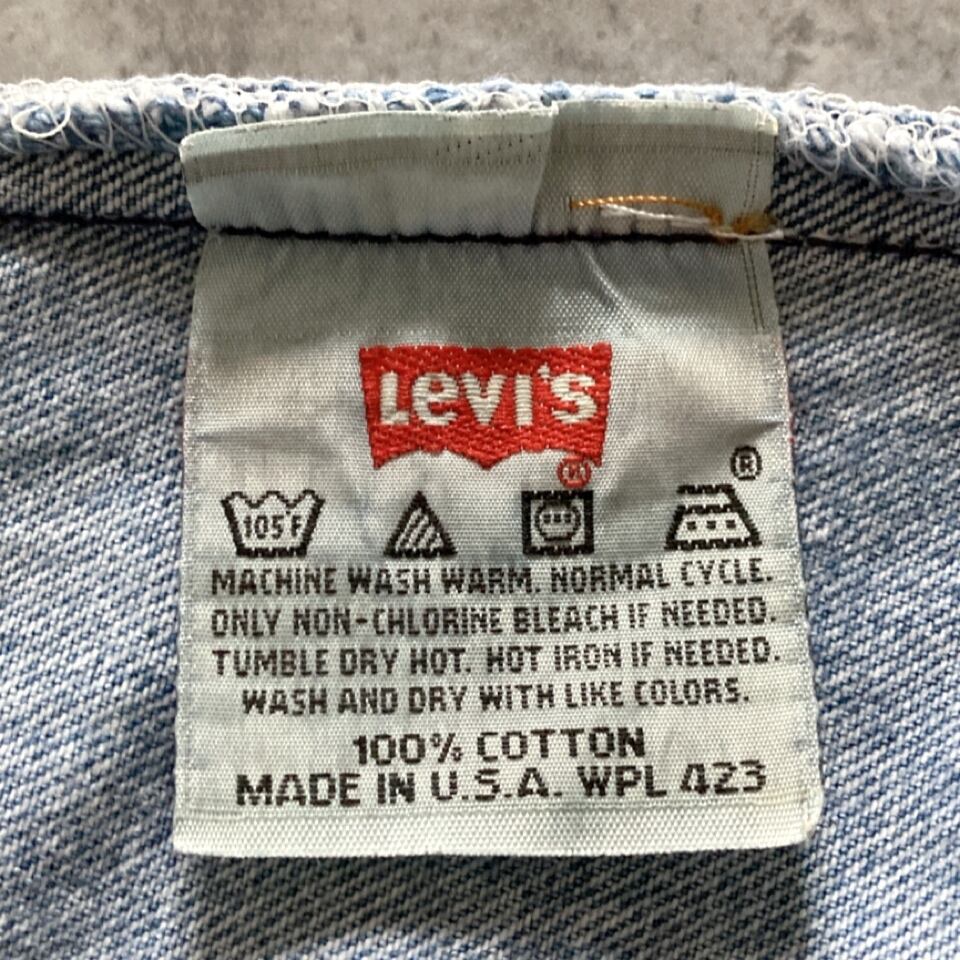 Levi's
®
®
105°F
MACHINE WASH WARM. NORMAL CYCLE.
ONLY NON-CHLORINE BLEACH IF NEEDED.
TUMBLE DRY HOT. HOT IRON IF NEEDED.
WASH AND DRY WITH LIKE COLORS.
100% COTTON
MADE IN U.S.A. WPL 423